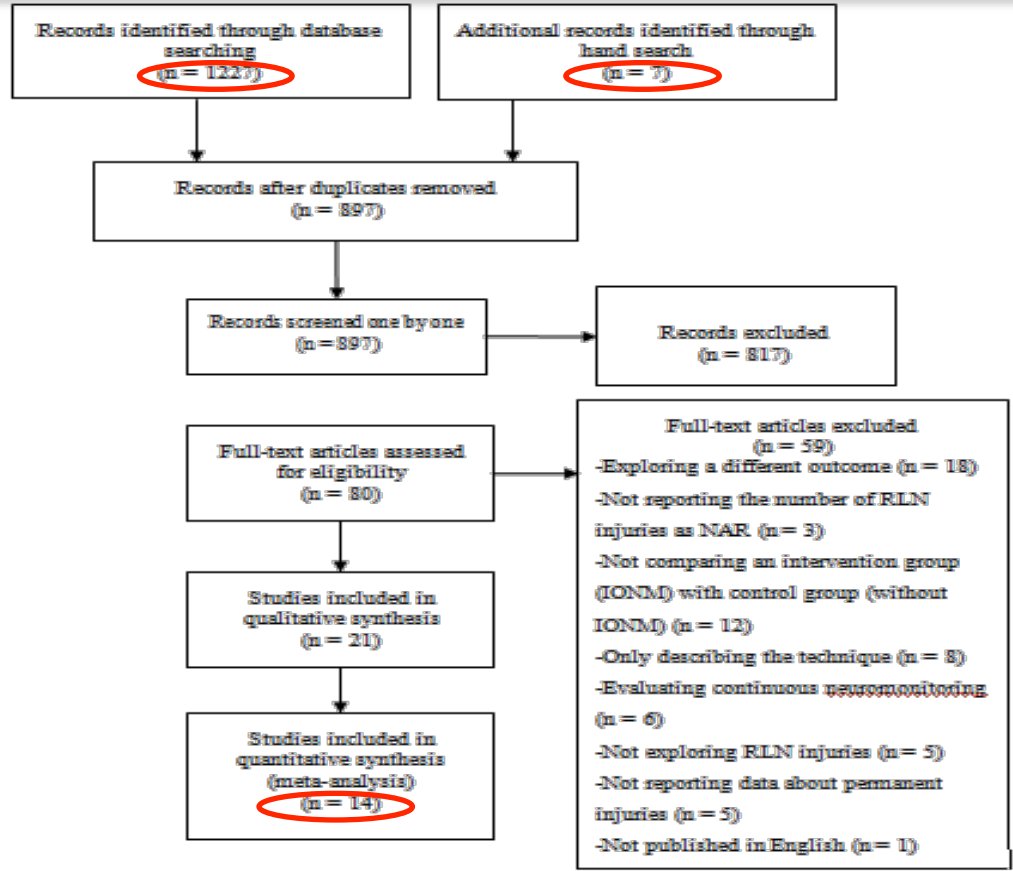 Records identified through database
searching
(n = 1227)
Additional records identified through
hand search
(n = 7)
Records after duplicates removed
(n = 897)
Records screened one by one
(n = 897)
Records excluded
(n = 817)
Full-text articles assessed
for eligibility
(n = 80)
Full-text articles excluded
(n = 59)
-Exploring a different outcome (n = 18)
-Not reporting the number of RLN
injuries as NAR (n = 3)
-Not comparing an intervention group
(IONM) with control group (without
IONM) (n = 12)
-Only describing the technique (n = 8)
-Evaluating continuous neuromonitoring
(n = 6)
-Not exploring RLN injuries (n = 5)
-Not reporting data about permanent
injuries (n = 5)
-Not published in English (n = 1)
Studies included in
qualitative synthesis
(n = 21)
Studies included in
quantitative synthesis
(meta-analysis)
(n = 14)